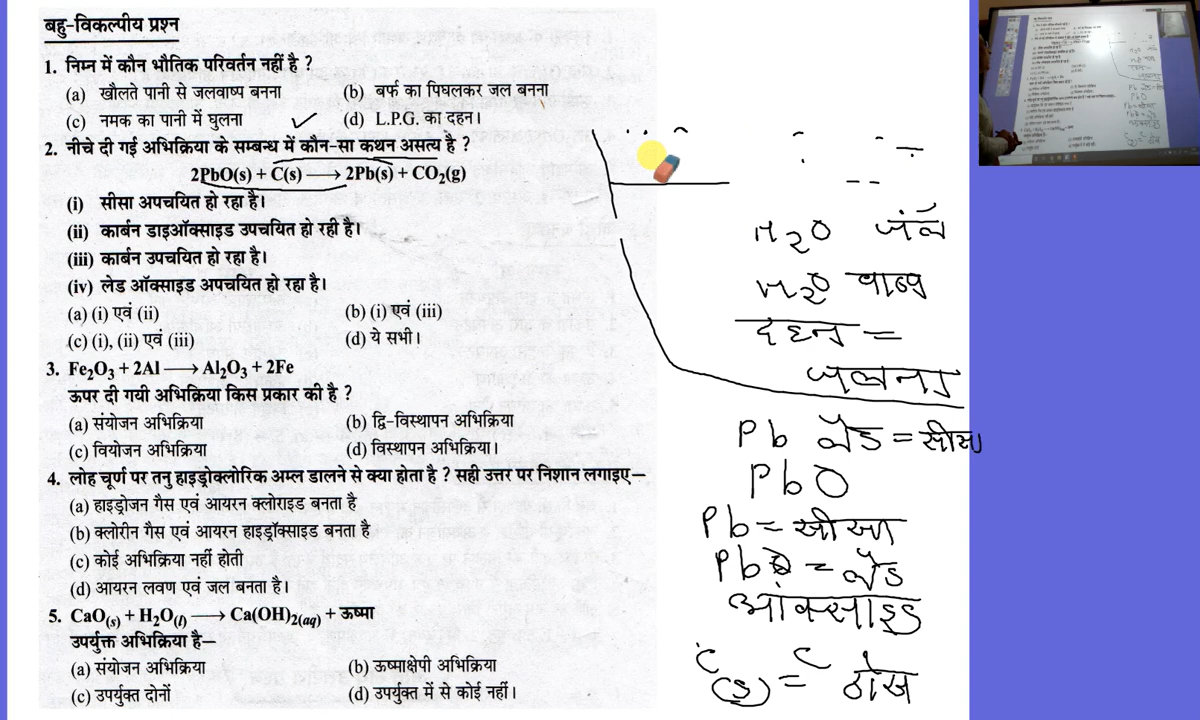 बहु-विकल्पीय प्रश्न
1. निम्न में कौन भौतिक परिवर्तन नहीं है ?
(a) खौलते पानी से जलवाष्प बनना (b) बर्फ का पिघलकर जल बनना
(c) नमक का पानी में घुलना (d) L.P.G. का दहन।
2. नीचे दी गई अभिक्रिया के सम्बन्ध में कौन-सा कथन असत्य है ?
2PbO(s) + C(s) ⟶ 2Pb(s) + CO₂(g)
(i) सीसा अपचयित हो रहा है।
(ii) कार्बन डाइऑक्साइड उपचयित हो रही है।
(iii) कार्बन उपचयित हो रहा है।
(iv) लेड ऑक्साइड अपचयित हो रहा है।
(a) (i) एवं (ii) (b) (i) एवं (iii)
(c) (i), (ii) एवं (iii) (d) ये सभी।
3. Fe₂O₃ + 2Al ⟶ Al₂O₃ + 2Fe
ऊपर दी गयी अभिक्रिया किस प्रकार की है ?
(a) संयोजन अभिक्रिया (b) द्वि-विस्थापन अभिक्रिया
(c) वियोजन अभिक्रिया (d) विस्थापन अभिक्रिया।
4. लोह चूर्ण पर तनु हाइड्रोक्लोरिक अम्ल डालने से क्या होता है ? सही उत्तर पर निशान लगाइए—
(a) हाइड्रोजन गैस एवं आयरन क्लोराइड बनता है
(b) क्लोरीन गैस एवं आयरन हाइड्रॉक्साइड बनता है
(c) कोई अभिक्रिया नहीं होती
(d) आयरन लवण एवं जल बनता है।
5. CaO(s) + H₂O(l) ⟶ Ca(OH)₂(aq) + ऊष्मा
उपर्युक्त अभिक्रिया है—
(a) संयोजन अभिक्रिया (b) ऊष्माक्षेपी अभिक्रिया
(c) उपर्युक्त दोनों (d) उपर्युक्त में से कोई नहीं।
H₂O जल
H₂O वाष्प
दहन =
जलना
Pb लैड = सीसा
PbO
Pb = सीसा
PbO = लैड
ऑक्साइड
C(s) = C ठोस